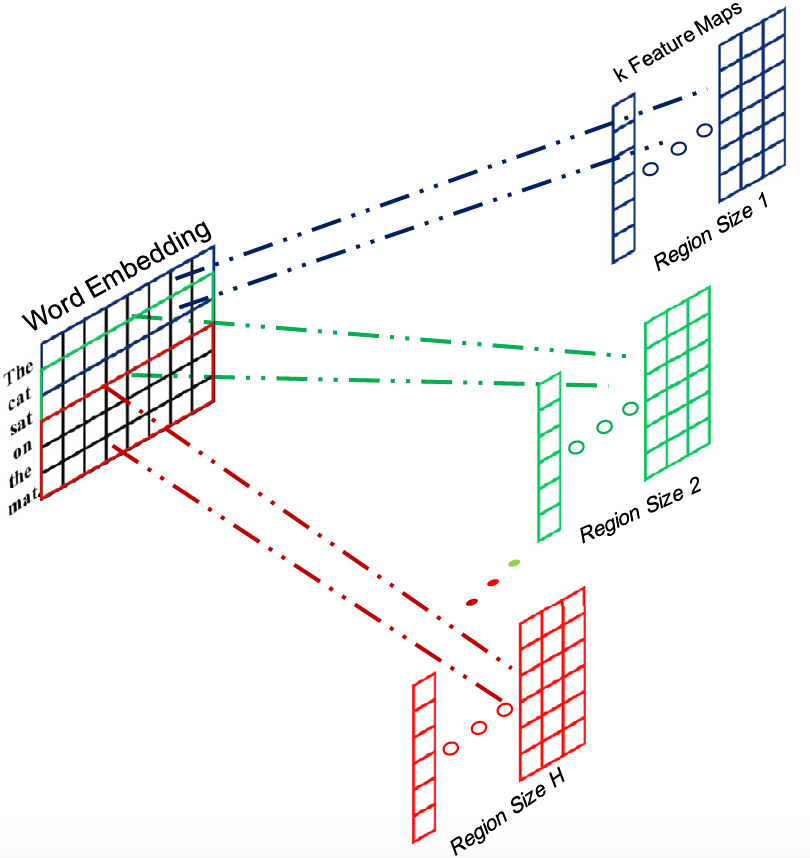 k Feature Maps
Region Size 1
Word Embedding
The
cat
sat
on
the
mat.
Region Size 2
Region Size H